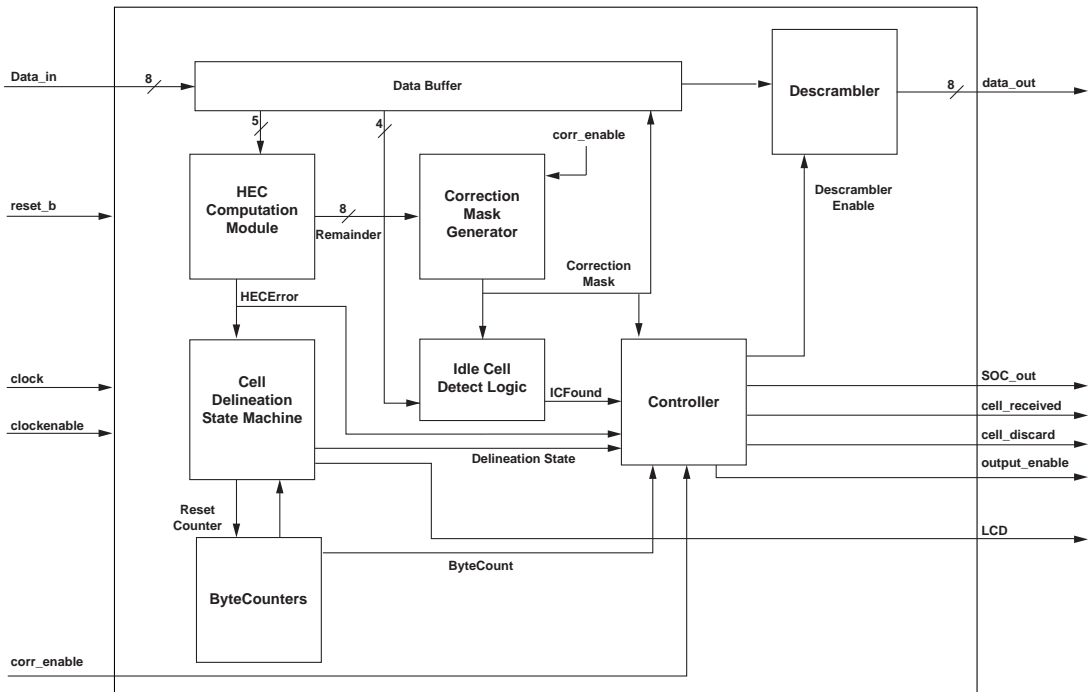 Data_in
8
Data Buffer
Descrambler
8
data_out
5
4
corr_enable
HEC
Computation
Module
8
Remainder
Correction
Mask
Generator
Descrambler
Enable
reset_b
Correction
Mask
HECError
Cell
Delineation
State Machine
Idle Cell
Detect Logic
ICFound
Controller
clock
clockenable
SOC_out
cell_received
cell_discard
output_enable
Delineation State
Reset
Counter
LCD
ByteCount
ByteCounters
corr_enable